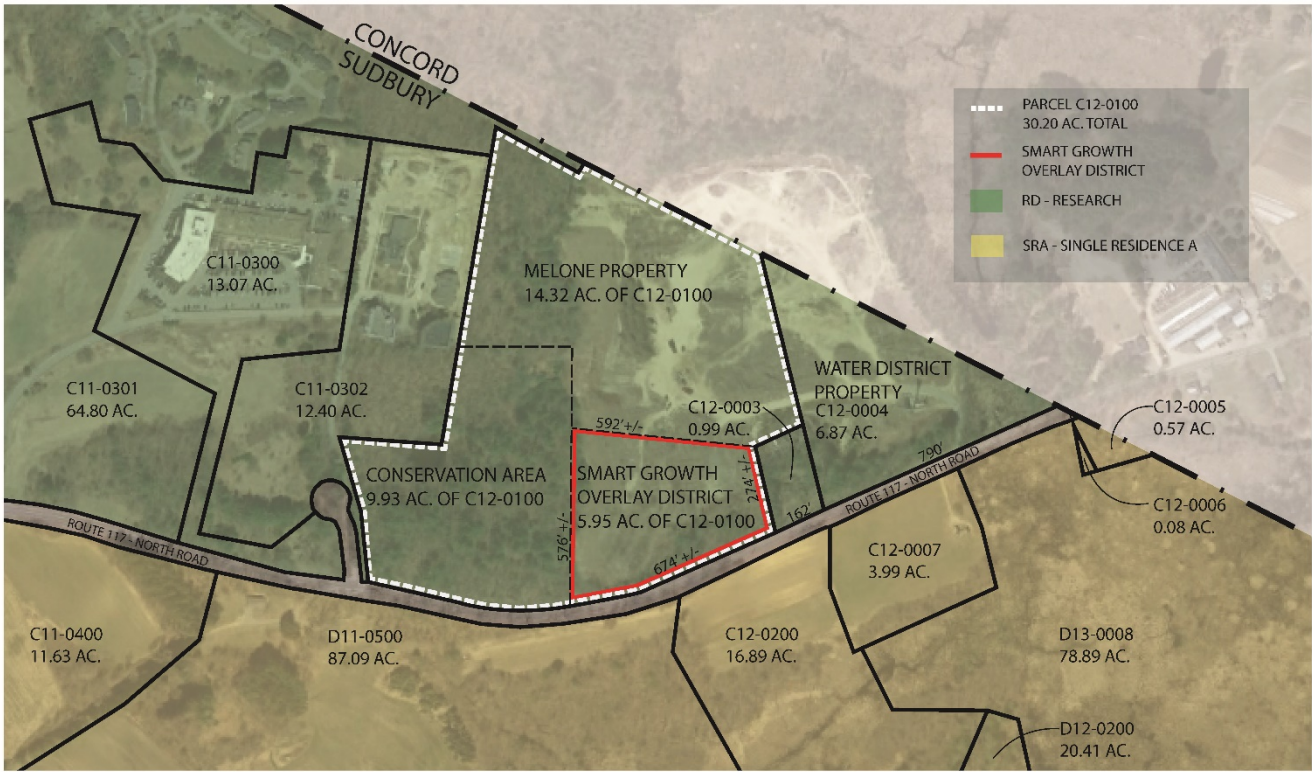 CONCORD
SUDBURY
PARCEL C12-0100
30.20 AC. TOTAL
SMART GROWTH
OVERLAY DISTRICT
RD - RESEARCH
SRA - SINGLE RESIDENCE A
C11-0300
13.07 AC.
MELONE PROPERTY
14.32 AC. OF C12-0100
C11-0301
64.80 AC.
C11-0302
12.40 AC.
WATER DISTRICT
PROPERTY
C12-0004
6.87 AC.
C12-0003
0.99 AC.
C12-0005
0.57 AC.
C12-0006
0.08 AC.
592' +/-
274' +/-
576' +/-
674' +/-
162'
790'
CONSERVATION AREA
9.93 AC. OF C12-0100
SMART GROWTH
OVERLAY DISTRICT
5.95 AC. OF C12-0100
ROUTE 117 - NORTH ROAD
ROUTE 117 - NORTH ROAD
C12-0007
3.99 AC.
C11-0400
11.63 AC.
D11-0500
87.09 AC.
C12-0200
16.89 AC.
D13-0008
78.89 AC.
D12-0200
20.41 AC.